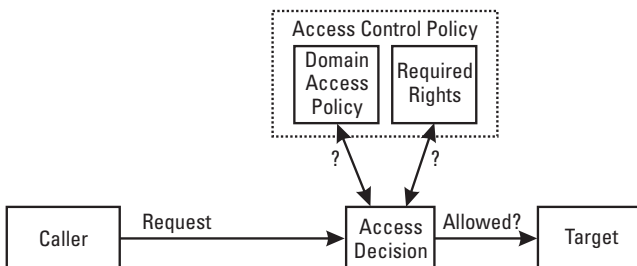 Access Control Policy
Domain
Access
Policy
Required
Rights
?
?
Caller
Request
Access
Decision
Allowed?
Target